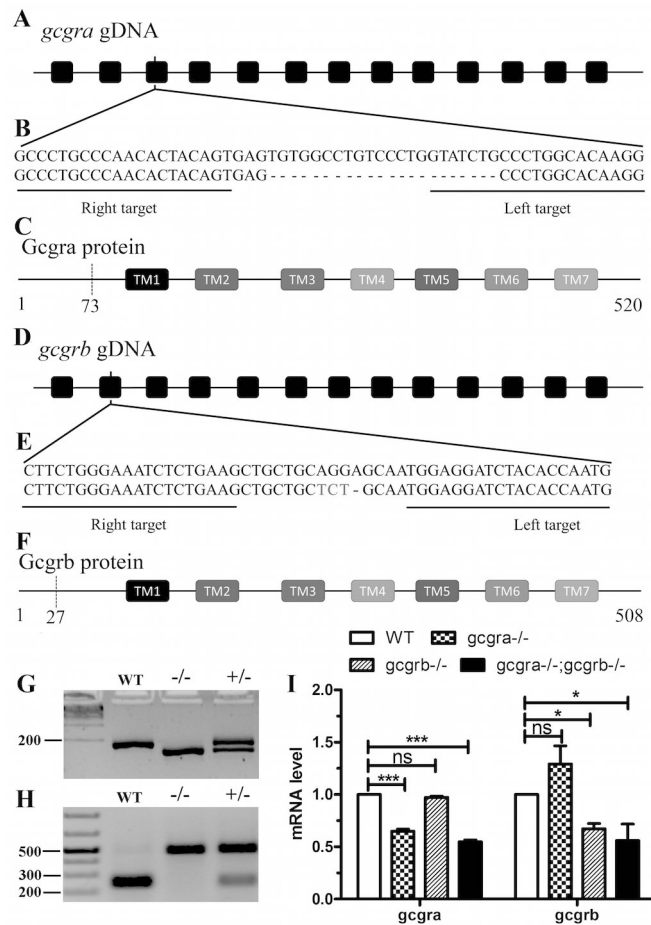 A
gcgra gDNA
B
GCCCTGCCCAACACTACAGTGAGTGTGGCCTGTCCCTGGTATCTGCCCTGGCACAAGG
GCCCTGCCCAACACTACAGTGAG- - - - - - - - - - - - - - - - - - - - -CCCTGGCACAAGG
Right target Left target
C
Gcgra protein
TM1 TM2 TM3 TM4 TM5 TM6 TM7
1 73 520
D
gcgrb gDNA
E
CTTCTGGGAAATCTCTGAAGCTGCTGCAGGAGCAATGGAGGATCTACACCAATG
CTTCTGGGAAATCTCTGAAGCTGCTGCTCT-GCAATGGAGGATCTACACCAATG
Right target Left target
F
Gcgrb protein
TM1 TM2 TM3 TM4 TM5 TM6 TM7
1 27 508
G
WT -/- +/-
200
H
WT -/- +/-
500
300
200
I
WT gcgra-/-
gcgrb-/- gcgra-/-;gcgrb-/-
mRNA level
2.0
1.5
1.0
0.5
0.0
***
ns
***
*
*
ns
gcgra gcgrb